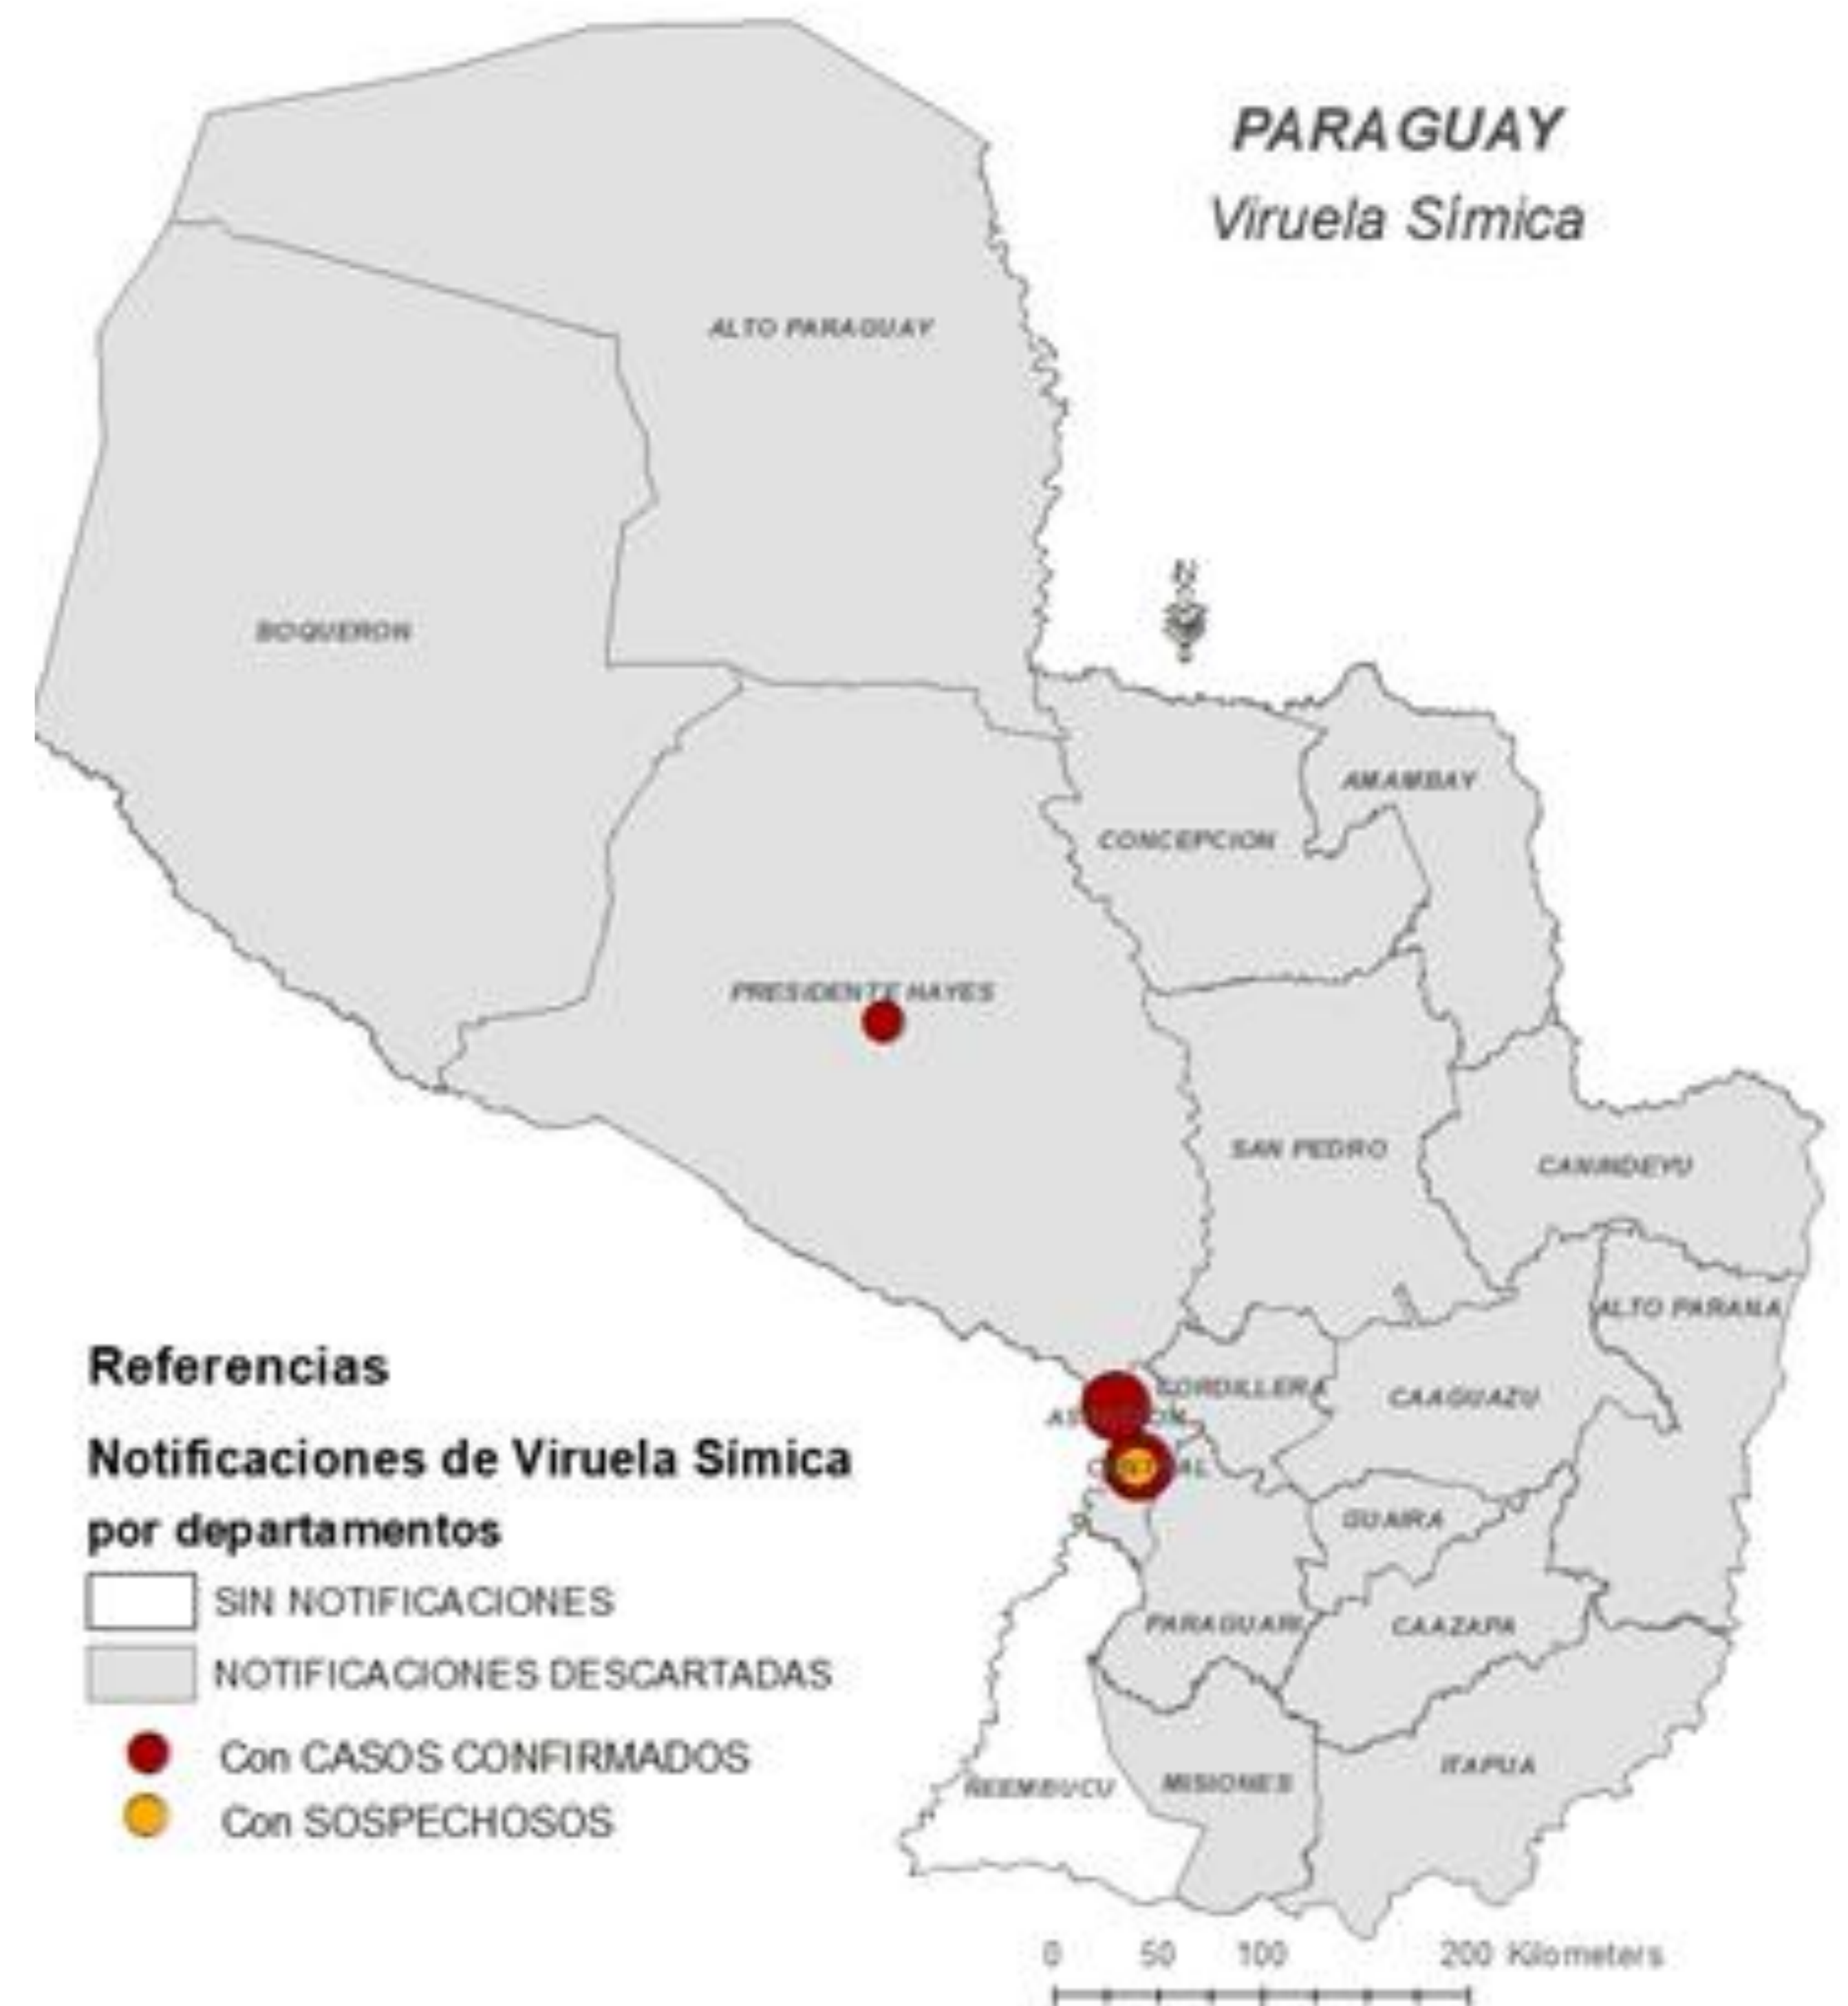 PARAGUAY
Viruela Símica
ALTO PARAGUAY
N
BOQUERON
AMAMBAY
CONCEPCION
PRESIDENTE HAYES
SAN PEDRO
CANINDEYU
ALTO PARANA
Referencias
CORDILLERA
CAAGUAZU
Notificaciones de Viruela Símica
por departamentos
GUAIRA
SIN NOTIFICACIONES
PARAGUARI
CAAZAPA
NOTIFICACIONES DESCARTADAS
Con CASOS CONFIRMADOS
ITAPUA
ÑEEMBUCU
MISIONES
Con SOSPECHOSOS
0 50 100 200 Kilometers